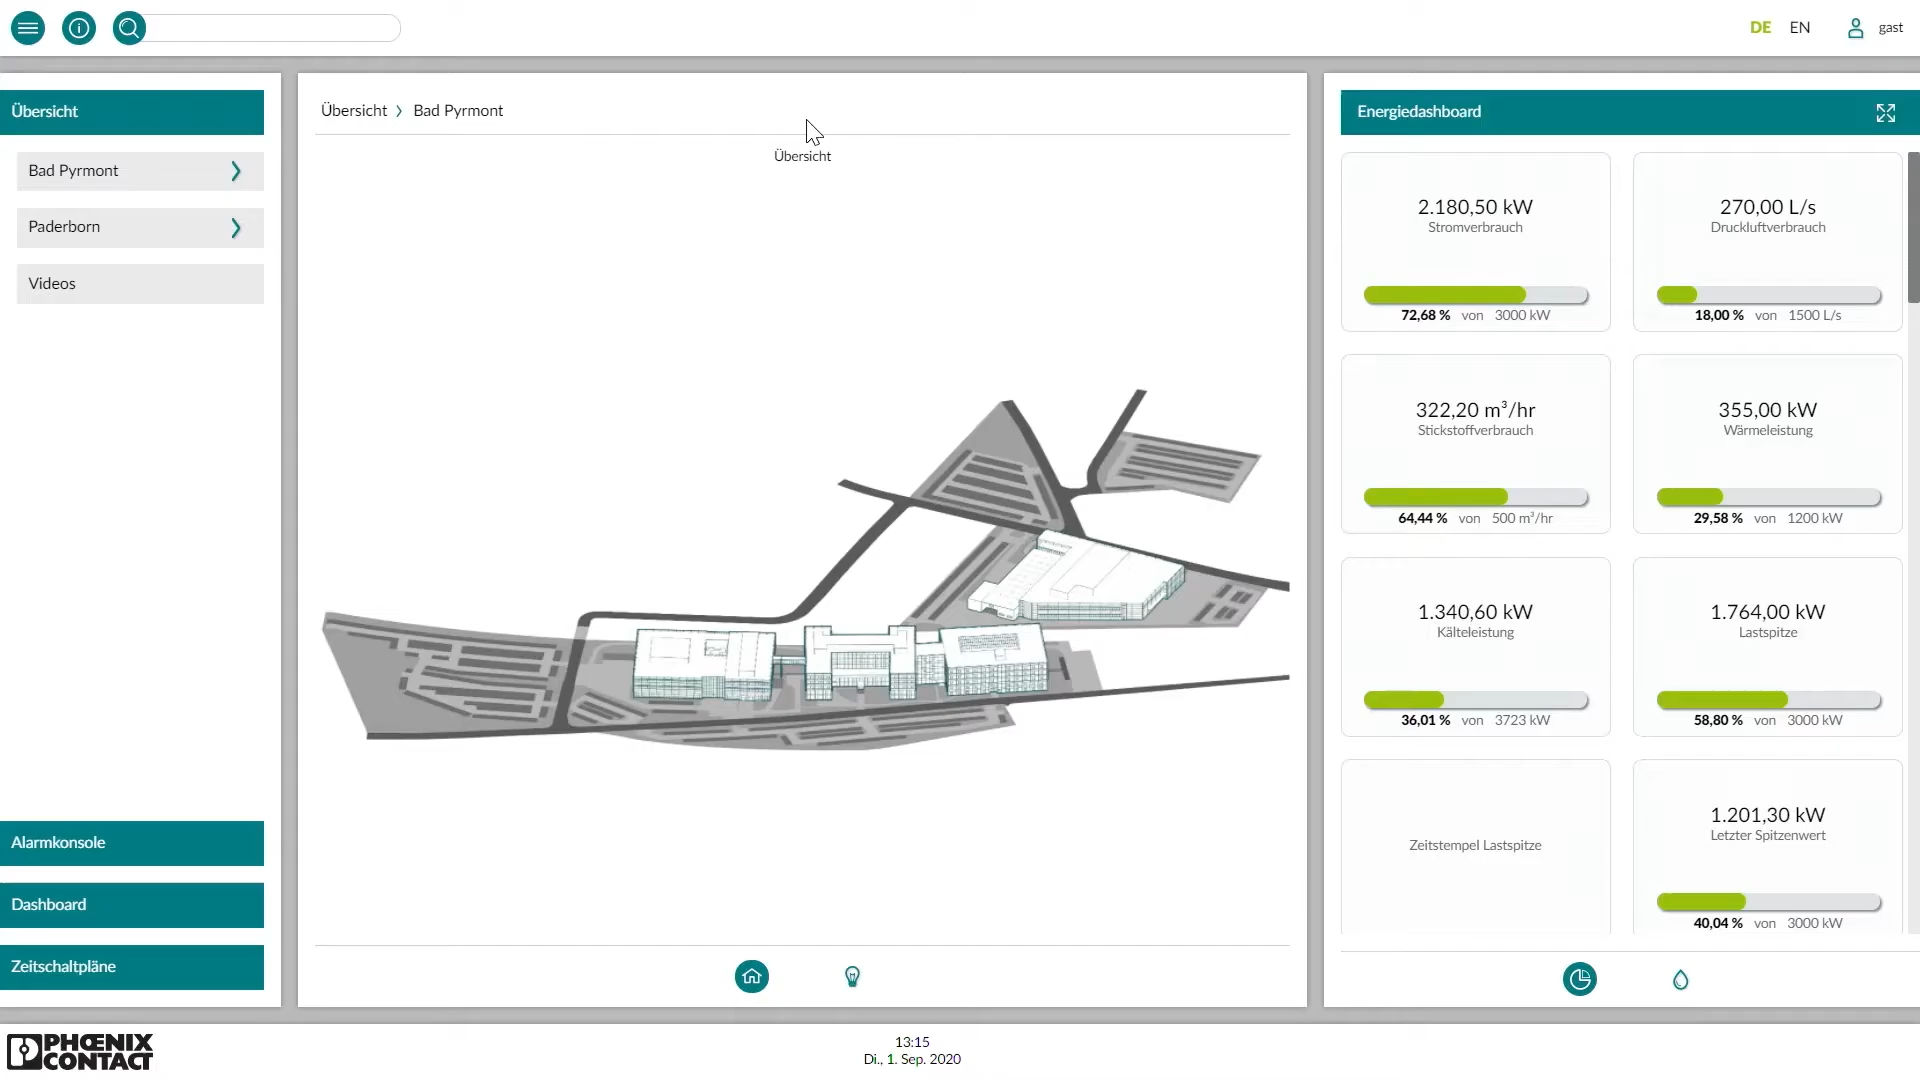 DE EN gast
Übersicht
Bad Pyrmont
Paderborn
Videos
Alarmkonsole
Dashboard
Zeitschaltpläne
Übersicht › Bad Pyrmont
Übersicht
Energiedashboard
2.180,50 kW
Stromverbrauch
72,68 % von 3000 kW
270,00 L/s
Druckluftverbrauch
18,00 % von 1500 L/s
322,20 m³/hr
Stickstoffverbrauch
64,44 % von 500 m³/hr
355,00 kW
Wärmeleistung
29,58 % von 1200 kW
1.340,60 kW
Kälteleistung
36,01 % von 3723 kW
1.764,00 kW
Lastspitze
58,80 % von 3000 kW
Zeitstempel Lastspitze
1.201,30 kW
Letzter Spitzenwert
40,04 % von 3000 kW
PHŒNIX
CONTACT
13:15
Di., 1. Sep. 2020